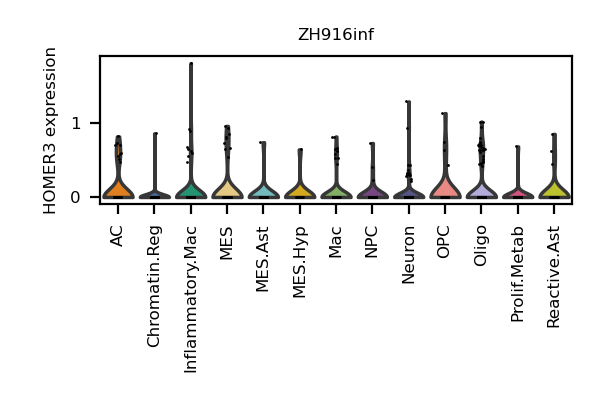 ZH916inf
HOMER3 expression
1
0
AC
Chromatin.Reg
Inflammatory.Mac
MES
MES.Ast
MES.Hyp
Mac
NPC
Neuron
OPC
Oligo
Prolif.Metab
Reactive.Ast